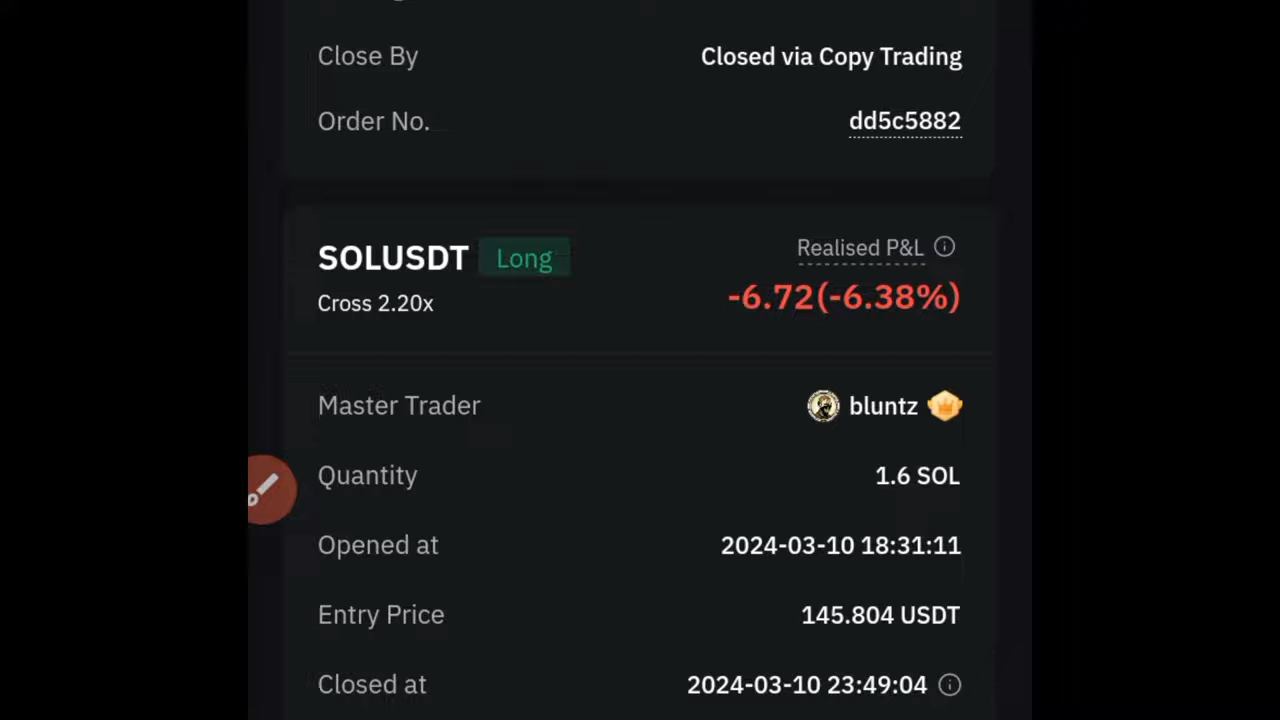 Close By Closed via Copy Trading
Order No. dd5c5882
SOLUSDT Long Realised P&L
Cross 2.20x -6.72(-6.38%)
Master Trader bluntz
Quantity 1.6 SOL
Opened at 2024-03-10 18:31:11
Entry Price 145.804 USDT
Closed at 2024-03-10 23:49:04